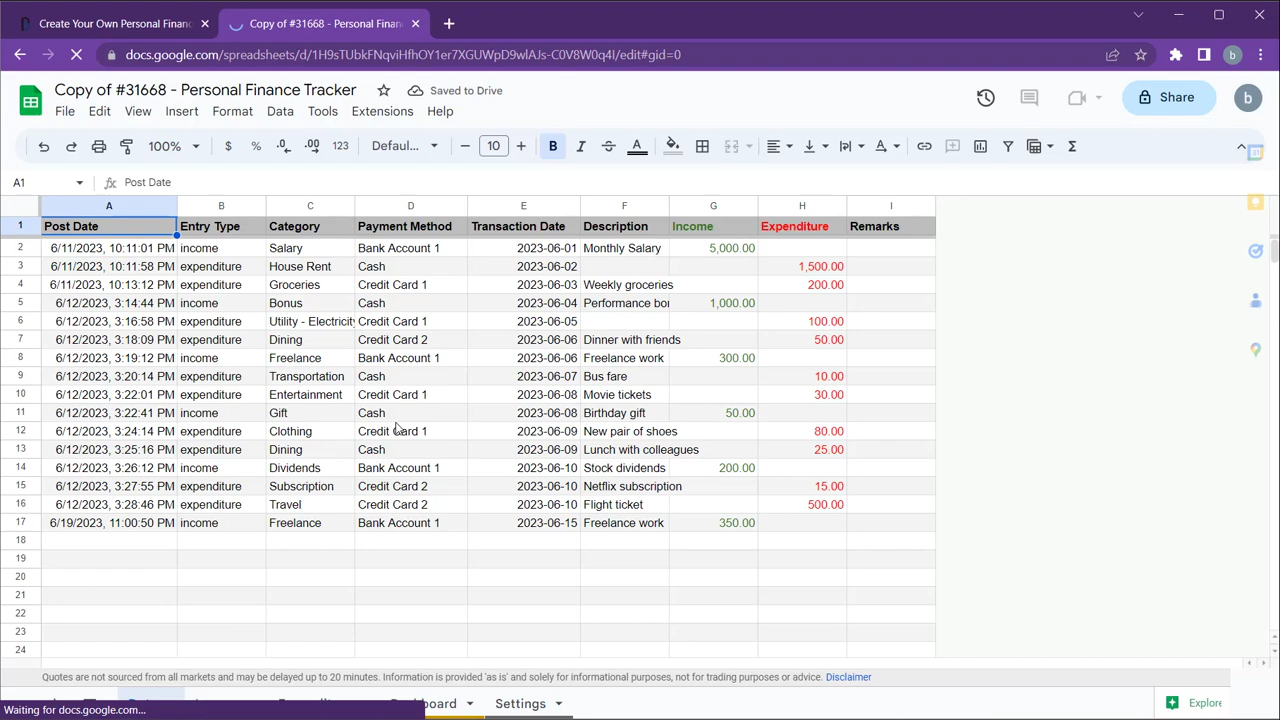 Create Your Own Personal Financ
Copy of #31668 - Personal Finan
docs.google.com/spreadsheets/d/1H9sTUbkFNqviHfhOY1er7XGUWpD9wlAJs-C0V8W0q4I/edit#gid=0
b
Copy of #31668 - Personal Finance Tracker
Saved to Drive
File Edit View Insert Format Data Tools Extensions Help
Share
b
100% $ % .0 .00 123 Defaul... 10 B I
A1 Post Date
A B C D E F G H I
1 Post Date Entry Type Category Payment Method Transaction Date Description Income Expenditure Remarks
2 6/11/2023, 10:11:01 PM income Salary Bank Account 1 2023-06-01 Monthly Salary 5,000.00
3 6/11/2023, 10:11:58 PM expenditure House Rent Cash 2023-06-02 1,500.00
4 6/11/2023, 10:13:12 PM expenditure Groceries Credit Card 1 2023-06-03 Weekly groceries 200.00
5 6/12/2023, 3:14:44 PM income Bonus Cash 2023-06-04 Performance bon 1,000.00
6 6/12/2023, 3:16:58 PM expenditure Utility - Electricity Credit Card 1 2023-06-05 100.00
7 6/12/2023, 3:18:09 PM expenditure Dining Credit Card 2 2023-06-06 Dinner with friends 50.00
8 6/12/2023, 3:19:12 PM income Freelance Bank Account 1 2023-06-06 Freelance work 300.00
9 6/12/2023, 3:20:14 PM expenditure Transportation Cash 2023-06-07 Bus fare 10.00
10 6/12/2023, 3:22:01 PM expenditure Entertainment Credit Card 1 2023-06-08 Movie tickets 30.00
11 6/12/2023, 3:22:41 PM income Gift Cash 2023-06-08 Birthday gift 50.00
12 6/12/2023, 3:24:14 PM expenditure Clothing Credit Card 1 2023-06-09 New pair of shoes 80.00
13 6/12/2023, 3:25:16 PM expenditure Dining Cash 2023-06-09 Lunch with colleagues 25.00
14 6/12/2023, 3:26:12 PM income Dividends Bank Account 1 2023-06-10 Stock dividends 200.00
15 6/12/2023, 3:27:55 PM expenditure Subscription Credit Card 2 2023-06-10 Netflix subscription 15.00
16 6/12/2023, 3:28:46 PM expenditure Travel Credit Card 2 2023-06-10 Flight ticket 500.00
17 6/19/2023, 11:00:50 PM income Freelance Bank Account 1 2023-06-15 Freelance work 350.00
18
19
20
21
22
23
24
Quotes are not sourced from all markets and may be delayed up to 20 minutes. Information is provided 'as is' and solely for informational purposes, not for trading purposes or advice. Disclaimer
Settings
Explore
Waiting for docs.google.com...